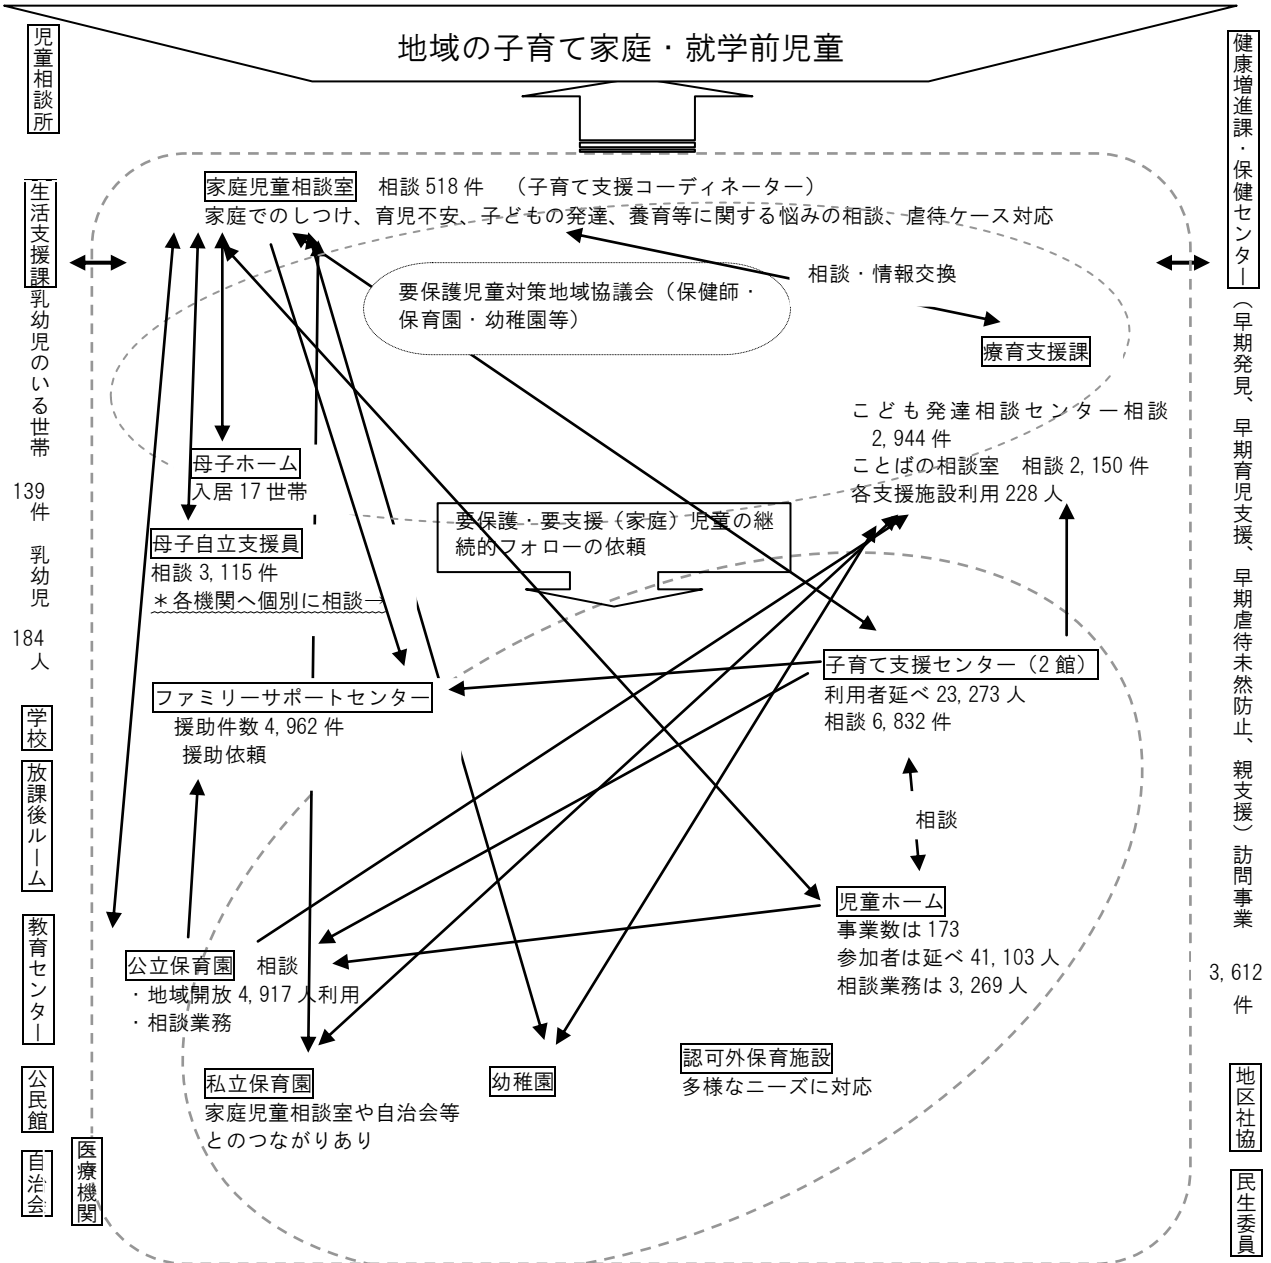 地域の子育て家庭・就学前児童
児童相談所
生活支援課
乳幼児のいる世帯
139
件
乳幼児
184
人
学校
放課後ルーム
教育センター
公民館
自治会
医療機関
家庭児童相談室　相談 518 件　（子育て支援コーディネーター）
家庭でのしつけ、育児不安、子どもの発達、養育等に関する悩みの相談、虐待ケース対応
相談・情報交換
要保護児童対策地域協議会（保健師・
保育園・幼稚園等）
療育支援課
こども発達相談センター相談
2,944 件
ことばの相談室　相談 2,150 件
各支援施設利用 228 人
母子ホーム
入居 17 世帯
要保護・要支援（家庭）児童の継
続的フォローの依頼
母子自立支援員
相談 3,115 件
＊各機関へ個別に相談→
子育て支援センター（2 館）
利用者延べ 23,273 人
相談 6,832 件
ファミリーサポートセンター
援助件数 4,962 件
援助依頼
相談
児童ホーム
事業数は 173
参加者は延べ 41,103 人
相談業務は 3,269 人
公立保育園　相談
・地域開放 4,917 人利用
・相談業務
認可外保育施設
多様なニーズに対応
私立保育園
家庭児童相談室や自治会等
とのつながりあり
幼稚園
健康増進課・保健センター
（早期発見、早期育児支援、早期虐待未然防止、親支援）訪問事業
3,612
件
地区社協
民生委員